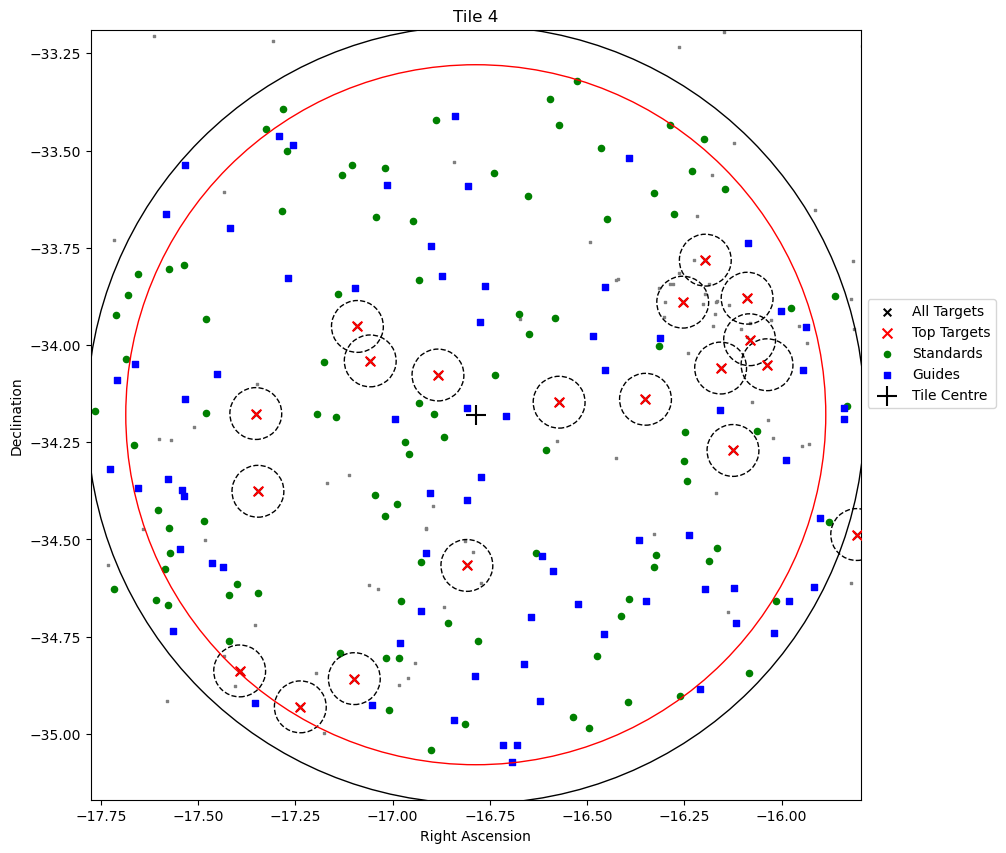 Tile 4
−33.25
−33.50
−33.75
−34.00
−34.25
−34.50
−34.75
−35.00
Declination
−17.75 −17.50 −17.25 −17.00 −16.75 −16.50 −16.25 −16.00
Right Ascension
All Targets
Top Targets
Standards
Guides
Tile Centre